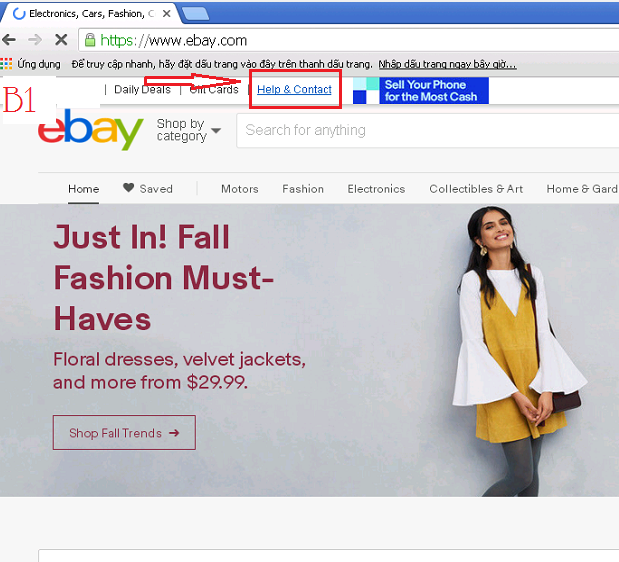 Electronics, Cars, Fashion, C
https://www.ebay.com
Ứng dụng Để truy cập nhanh, hãy đặt dấu trang vào đây trên thanh dấu trang. Nhập dấu trang ngay bây giờ...
B1
Daily Deals Gift Cards Help & Contact
Sell Your Phone
for the Most Cash
ebay
Shop by
category
Search for anything
Home Saved Motors Fashion Electronics Collectibles & Art Home & Gard
Just In! Fall
Fashion Must-
Haves
Floral dresses, velvet jackets,
and more from $29.99.
Shop Fall Trends